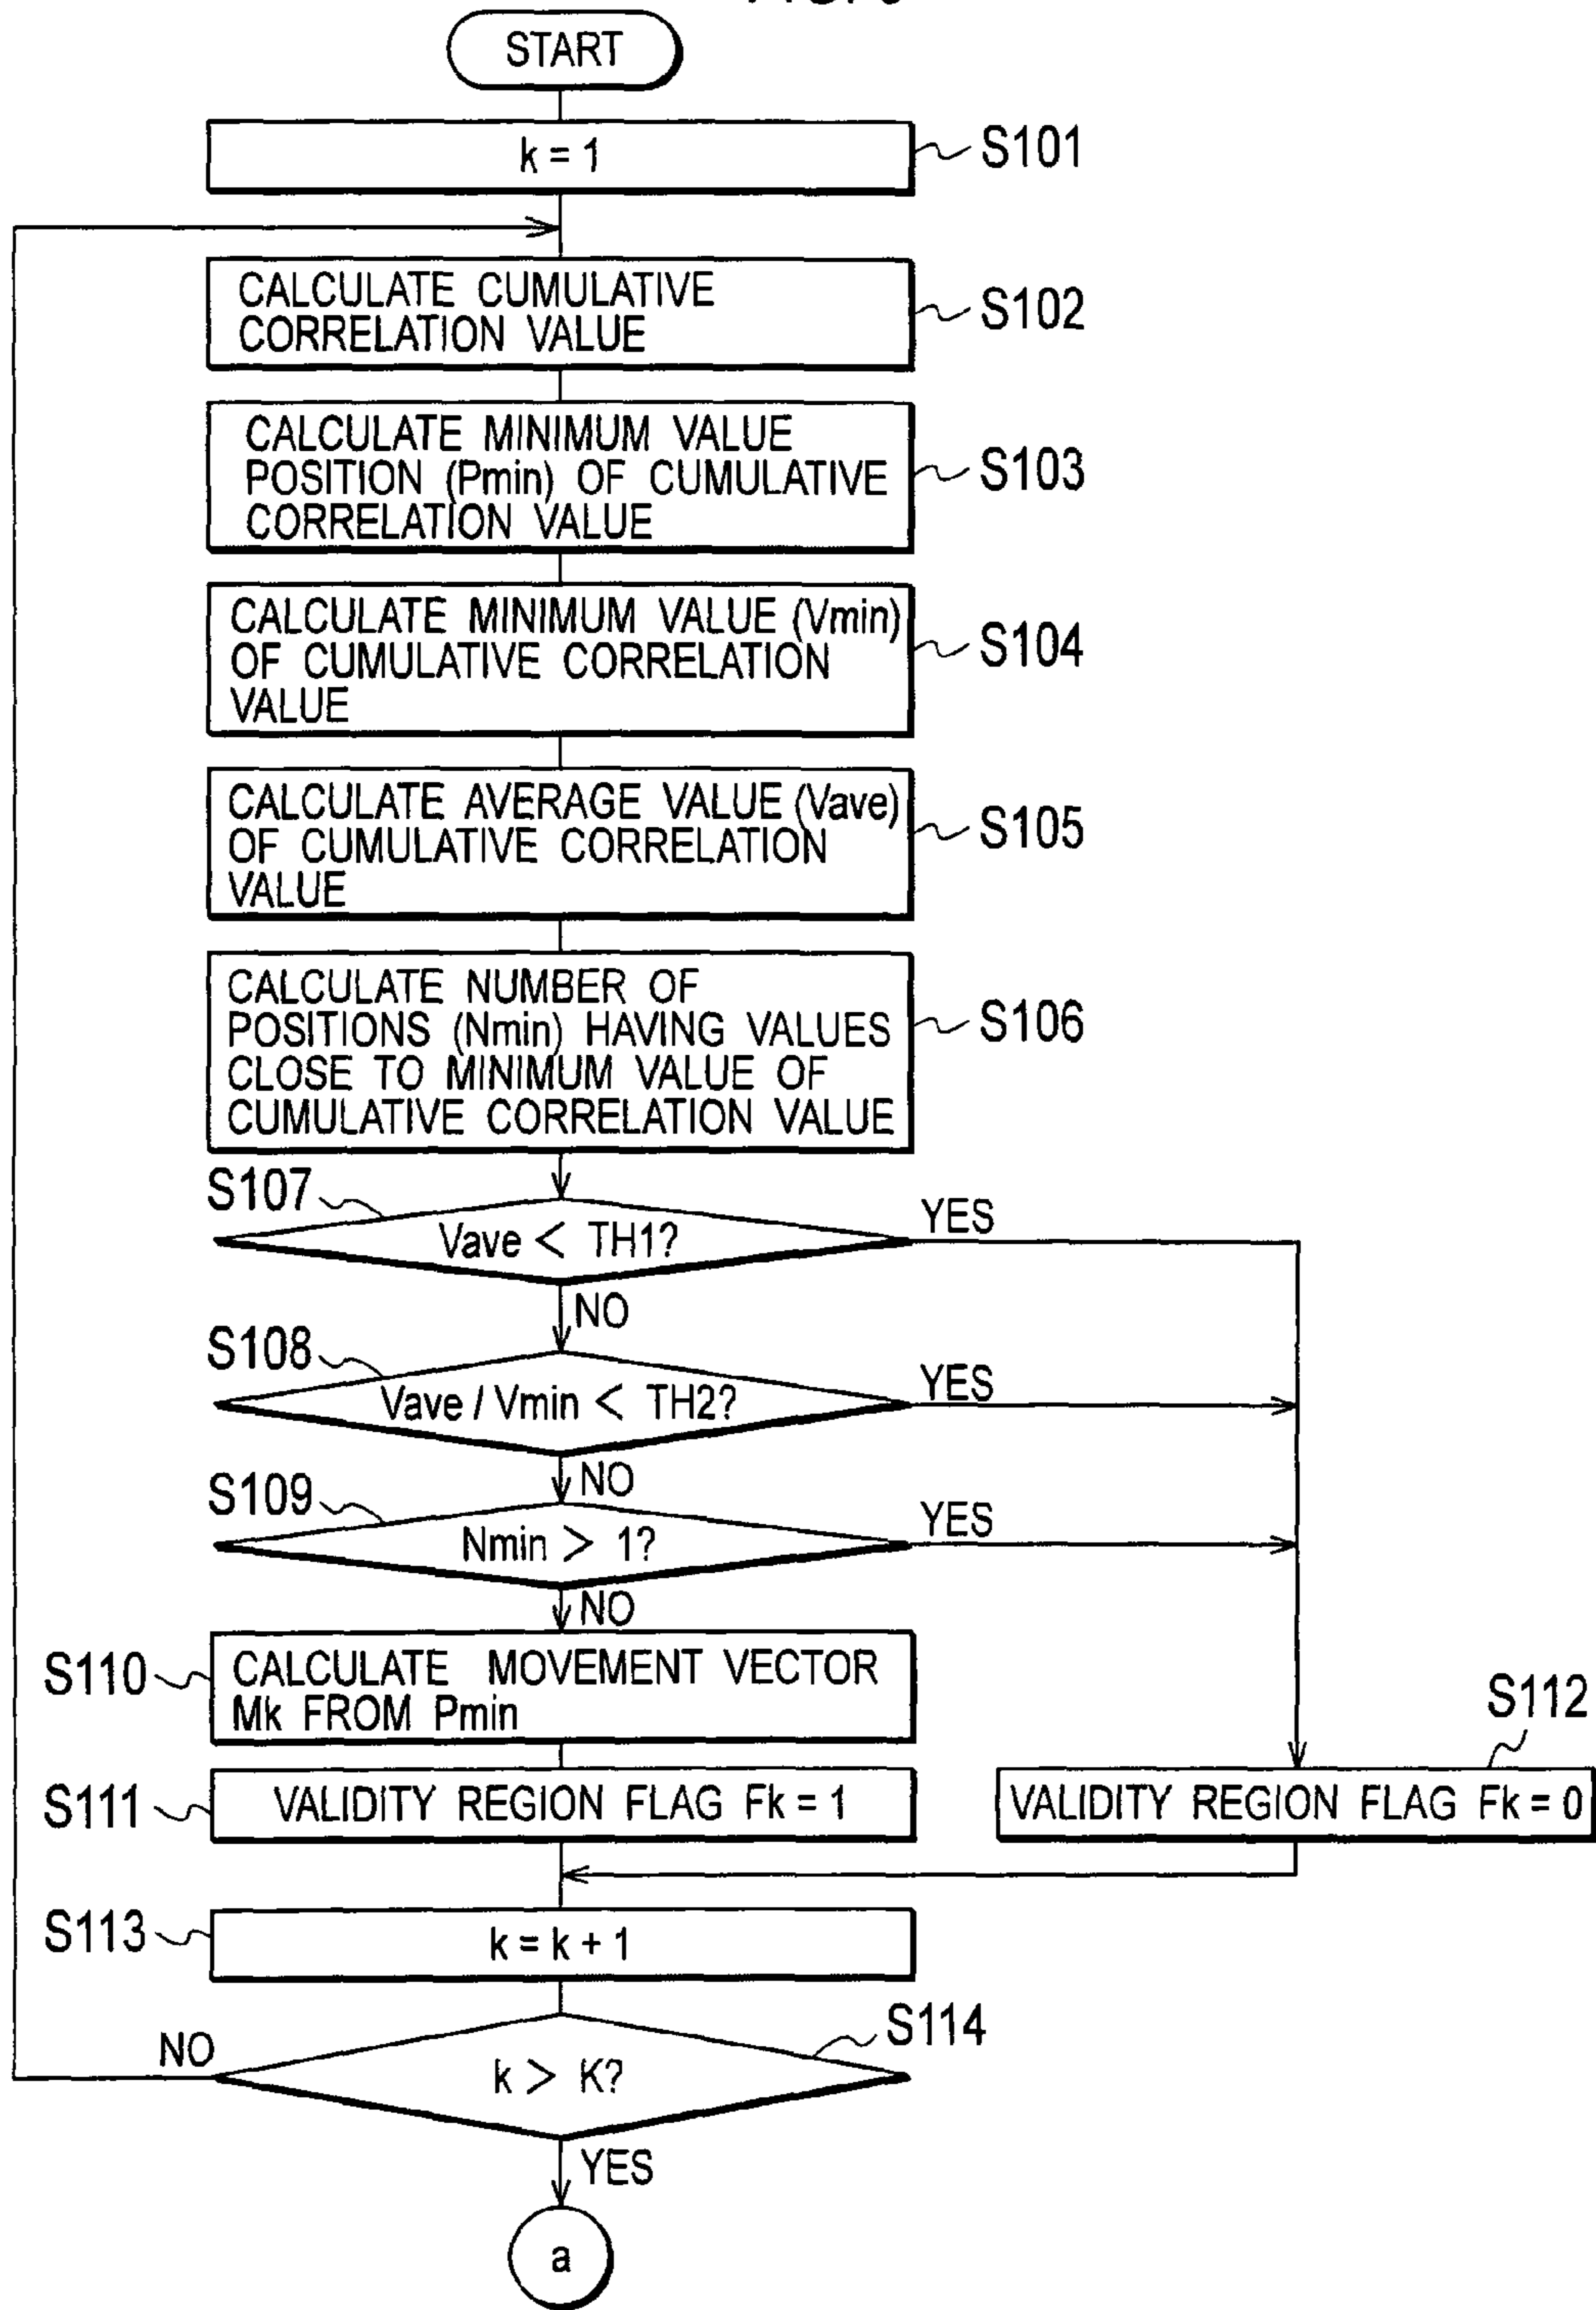 START
k = 1
S101
CALCULATE CUMULATIVE
CORRELATION VALUE
S102
CALCULATE MINIMUM VALUE
POSITION (Pmin) OF CUMULATIVE
CORRELATION VALUE
S103
CALCULATE MINIMUM VALUE (Vmin)
OF CUMULATIVE CORRELATION
VALUE
S104
CALCULATE AVERAGE VALUE (Vave)
OF CUMULATIVE CORRELATION
VALUE
S105
CALCULATE NUMBER OF
POSITIONS (Nmin) HAVING VALUES
CLOSE TO MINIMUM VALUE OF
CUMULATIVE CORRELATION VALUE
S106
S107
Vave < TH1?
YES
NO
S108
Vave / Vmin < TH2?
YES
NO
S109
Nmin > 1?
YES
NO
S110
CALCULATE MOVEMENT VECTOR
Mk FROM Pmin
S112
S111
VALIDITY REGION FLAG Fk = 1
VALIDITY REGION FLAG Fk = 0
S113
k = k + 1
S114
NO
k > K?
YES
a